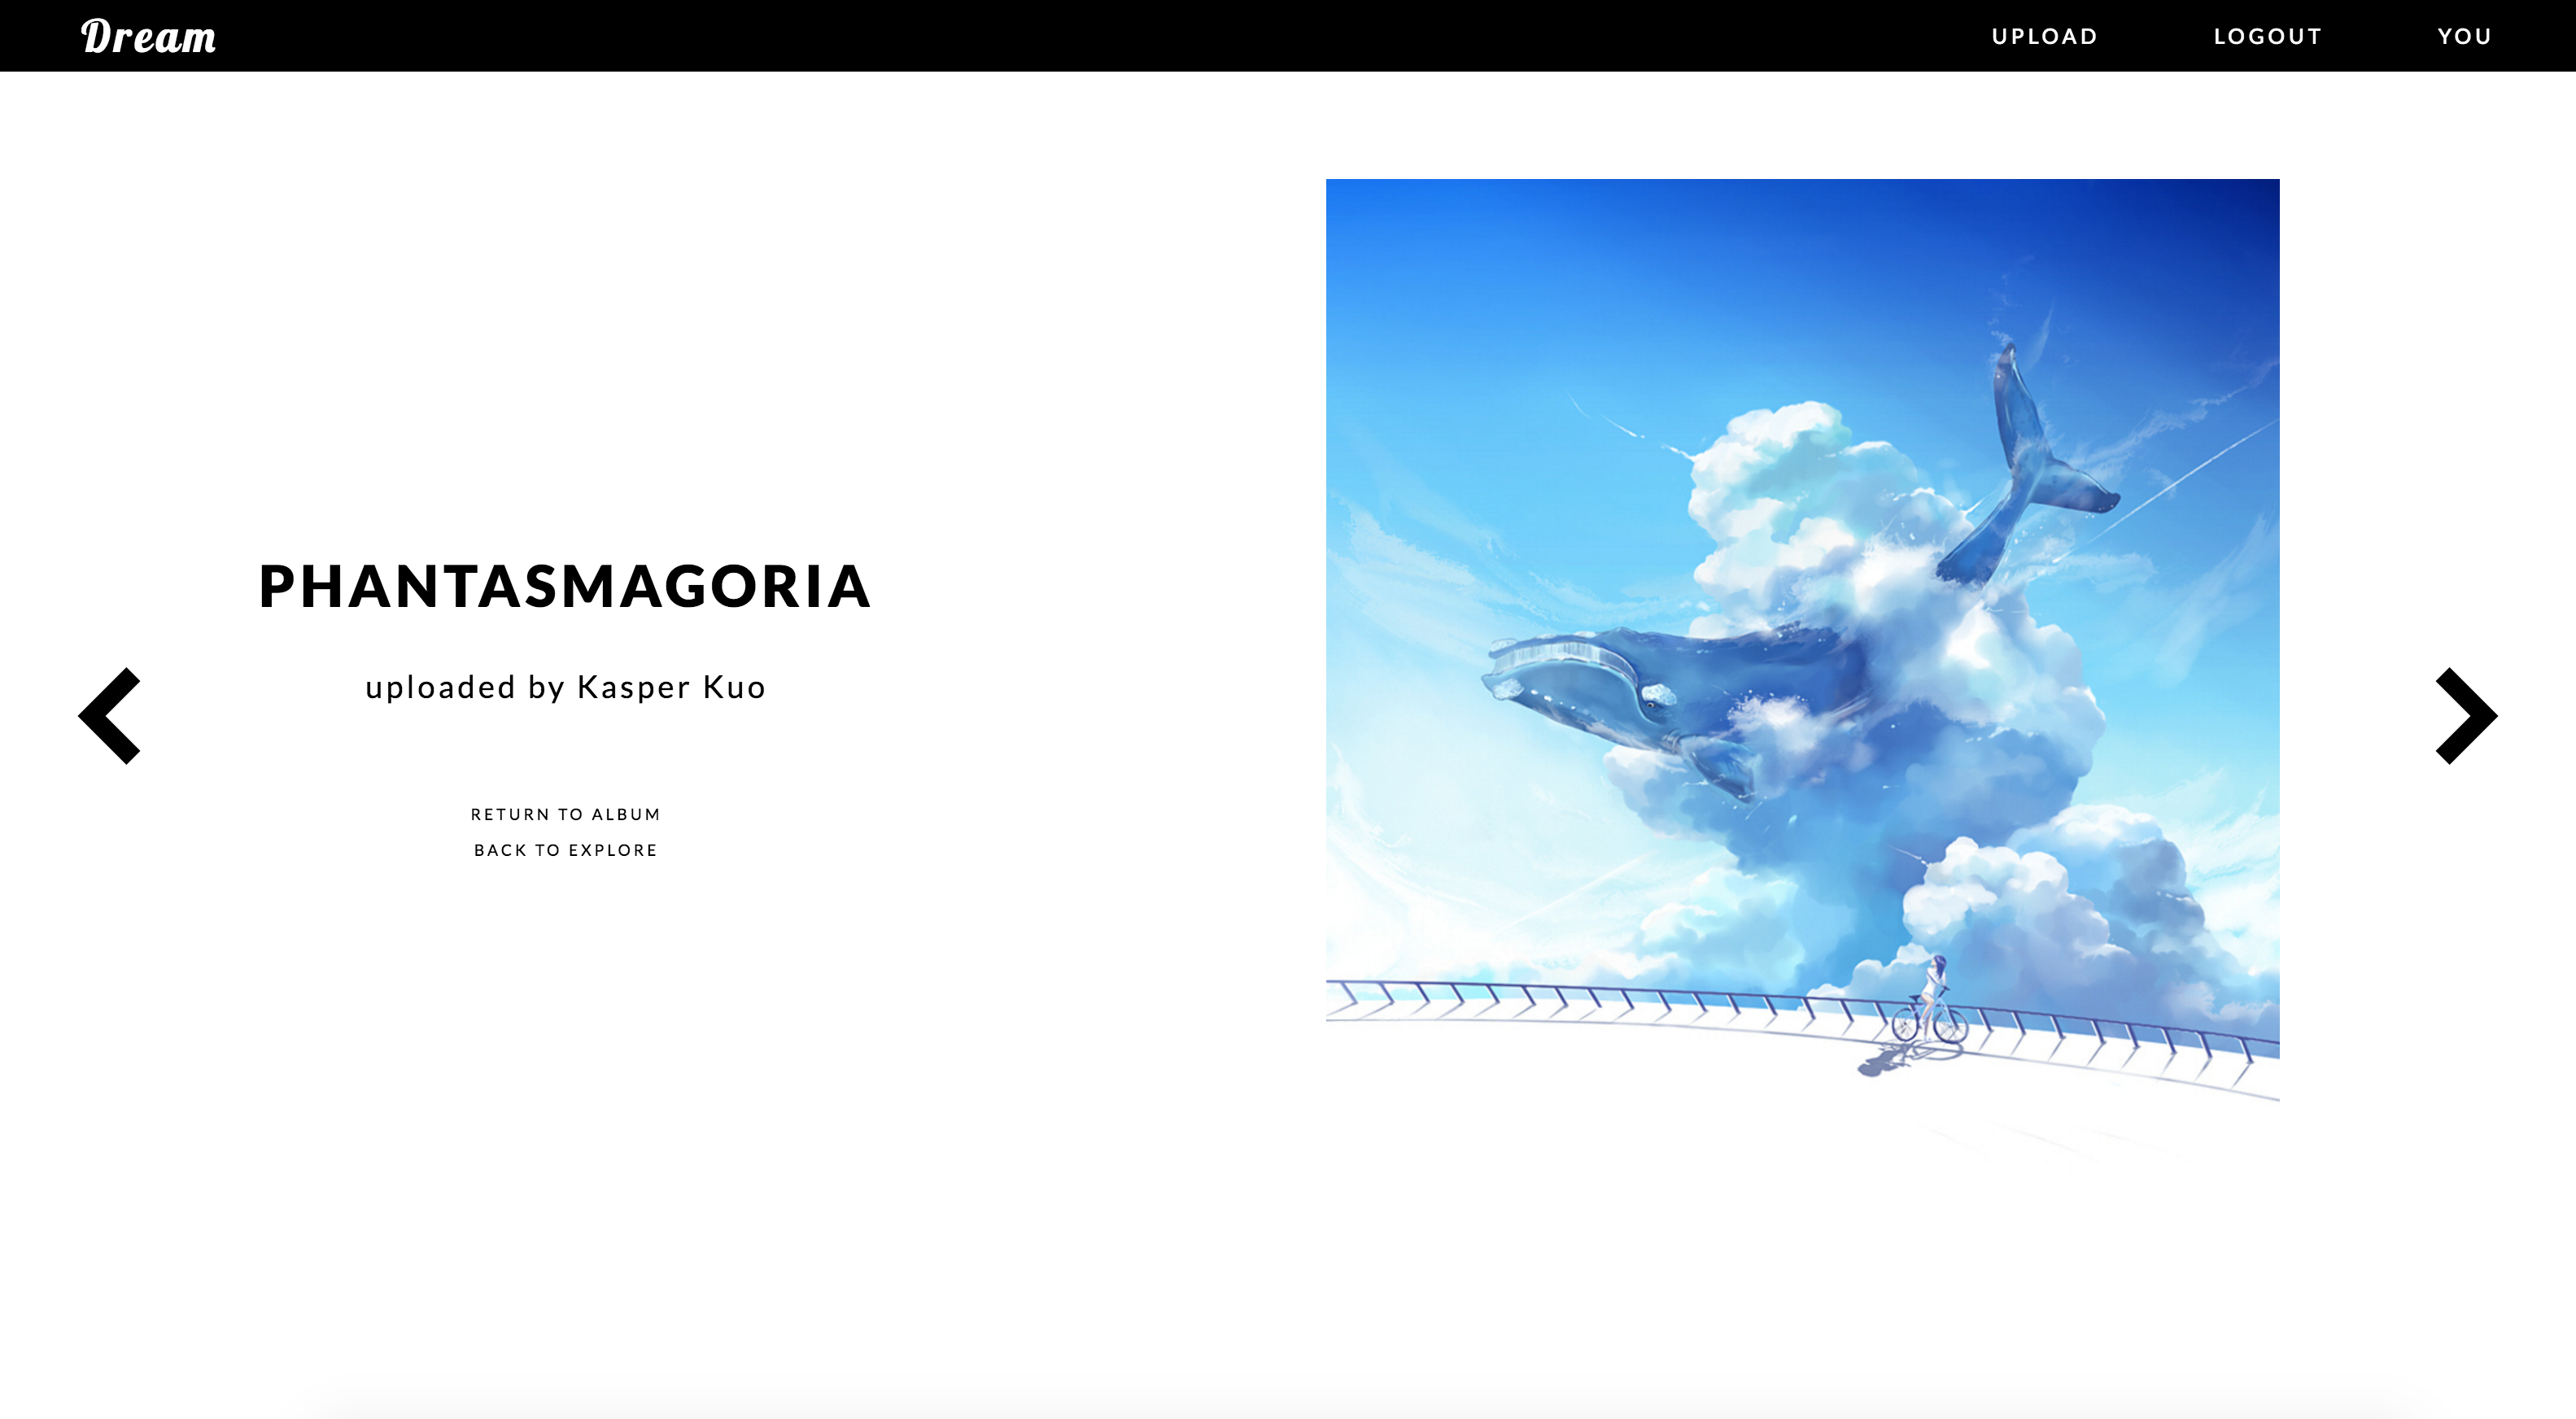 Dream
UPLOAD LOGOUT YOU
PHANTASMAGORIA
uploaded by Kasper Kuo
RETURN TO ALBUM
BACK TO EXPLORE